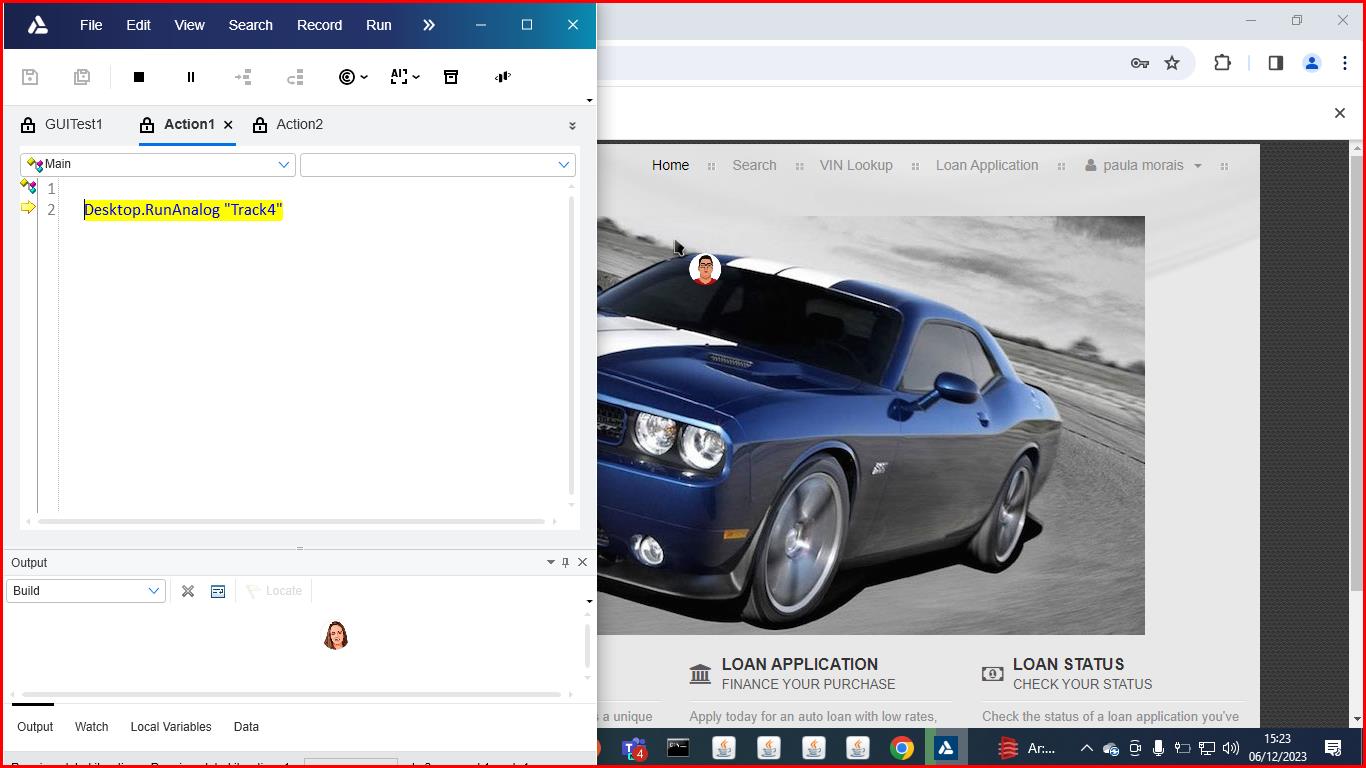 File Edit View Search Record Run
GUITest1 Action1 Action2
Main
1
2 Desktop.RunAnalog "Track4"
Output
Build
Locate
Output Watch Local Variables Data
Home Search VIN Lookup Loan Application paula morais
LOAN APPLICATION
FINANCE YOUR PURCHASE
LOAN STATUS
CHECK YOUR STATUS
s a unique
Apply today for an auto loan with low rates,
Check the status of a loan application you've
4
Ar:...
15:23
06/12/2023